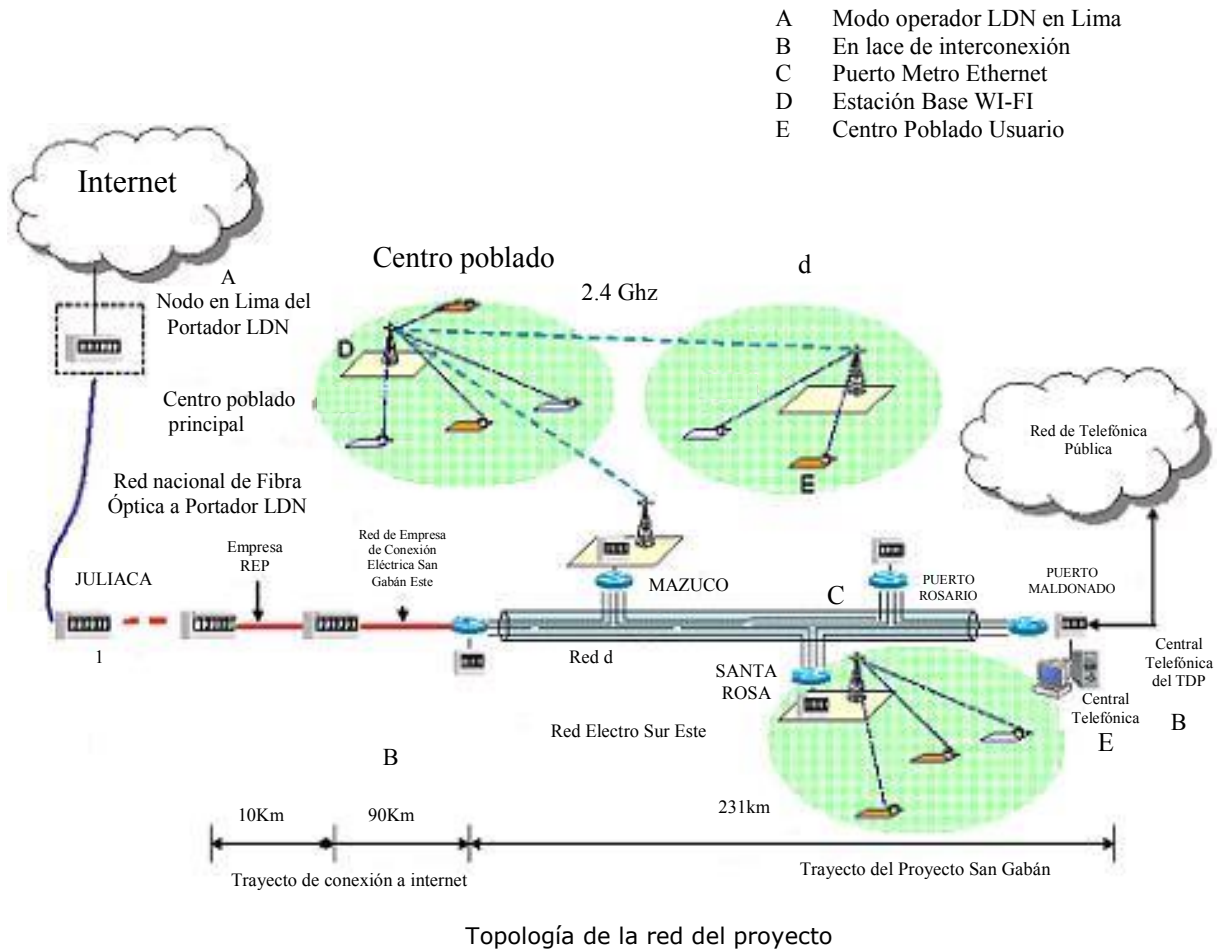 A Modo operador LDN en Lima
B En lace de interconexión
C Puerto Metro Ethernet
D Estación Base WI-FI
E Centro Poblado Usuario
Internet
A
Nodo en Lima del
Portador LDN
Centro poblado
d
2.4 Ghz
D
Centro poblado
principal
E
Red de Telefónica
Pública
Red nacional de Fibra
Óptica a Portador LDN
JULIACA
Empresa
REP
Red de Empresa
de Conexión
Eléctrica San
Gabán Este
MAZUCO
C
PUERTO
ROSARIO
PUERTO
MALDONADO
1
Red d
SANTA
ROSA
Central
Telefónica
del TDP
Central
Telefónica
B
E
Red Electro Sur Este
B
10Km
90Km
231km
Trayecto de conexión a internet
Trayecto del Proyecto San Gabán
Topología de la red del proyecto